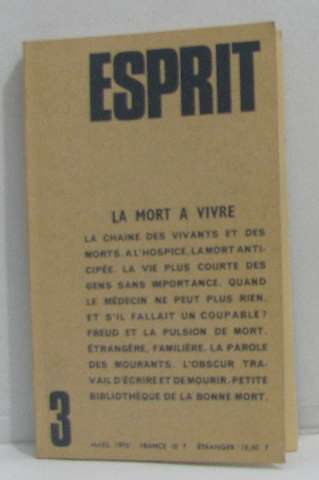 ESPRIT
LA MORT A VIVRE
LA CHAINE DES VIVANTS ET DES
MORTS. A L'HOSPICE, LA MORT ANTI-
CIPÉE. LA VIE PLUS COURTE DES
GENS SANS IMPORTANCE. QUAND
LE MÉDECIN NE PEUT PLUS RIEN.
ET S'IL FALLAIT UN COUPABLE?
FREUD ET LA PULSION DE MORT.
ÉTRANGÈRE, FAMILIÈRE. LA PAROLE
DES MOURANTS. L'OBSCUR TRA-
VAIL D'ÉCRIRE ET DE MOURIR. PETITE
BIBLIOTHÈQUE DE LA BONNE MORT.
3
MARS FRANCE ÉTRANGER